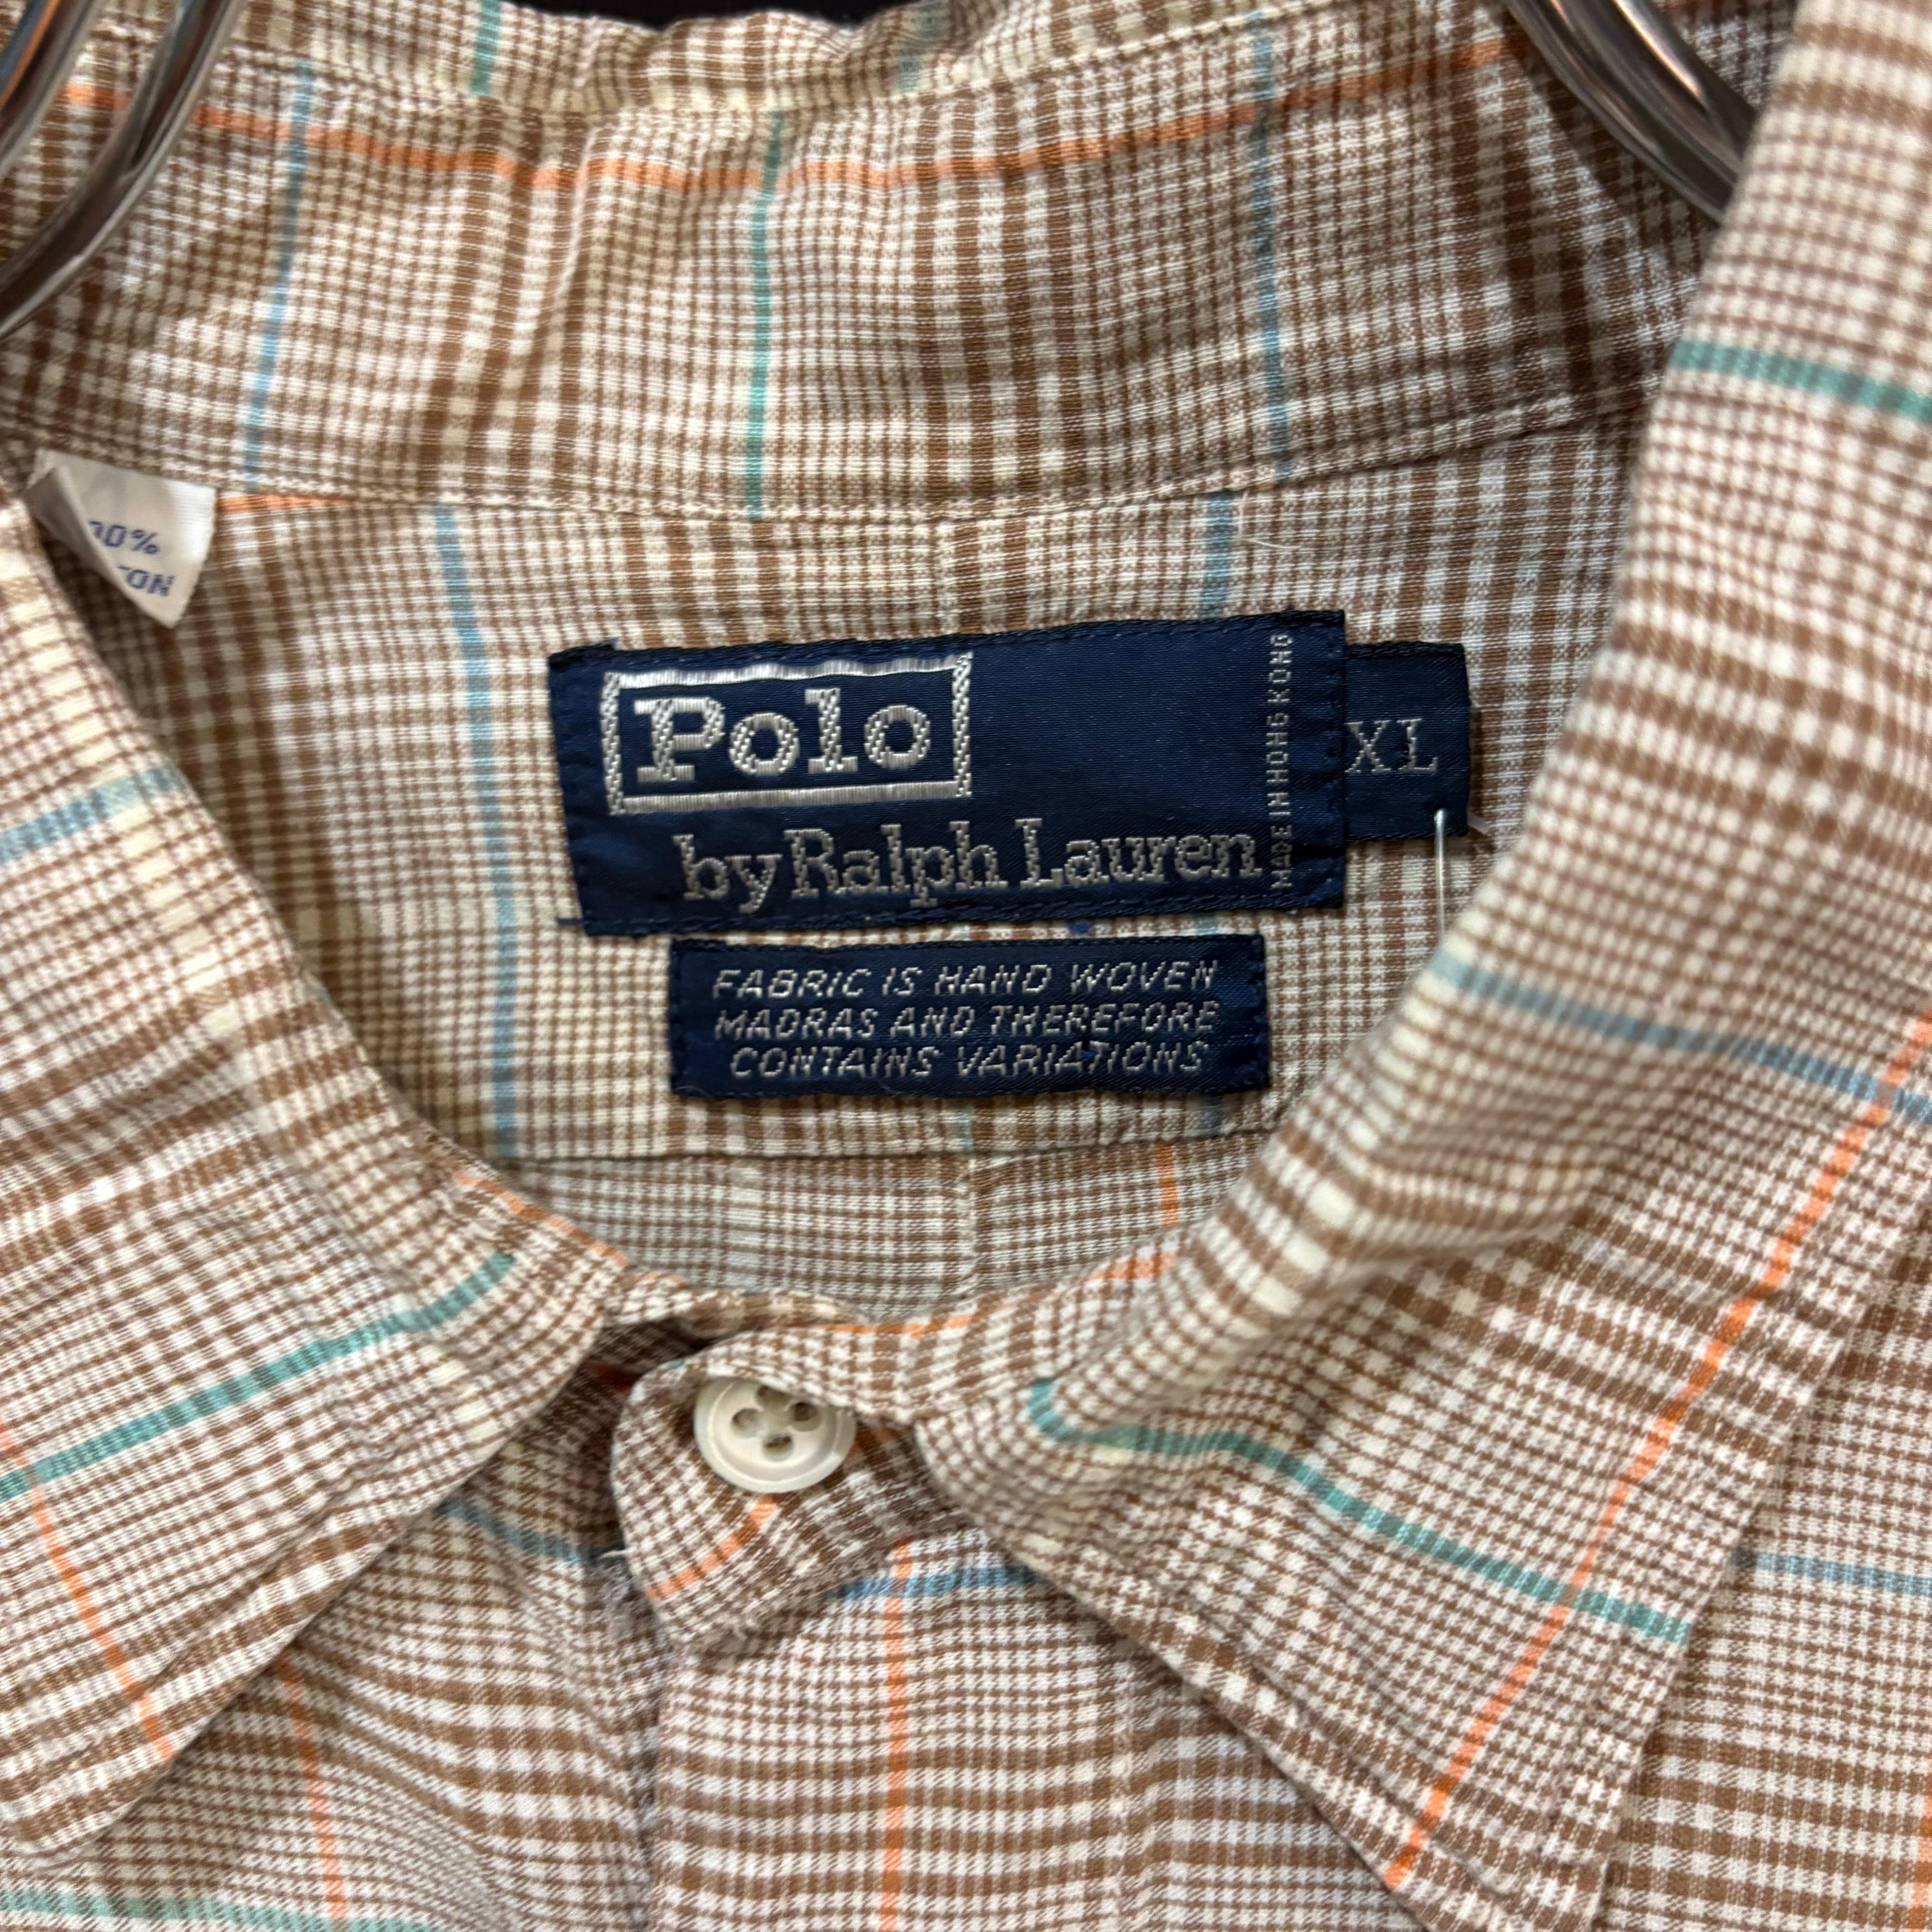 Polo
by Ralph Lauren
MADE IN HONG KONG
XL
FABRIC IS HAND WOVEN
MADRAS AND THEREFORE
CONTAINS VARIATIONS